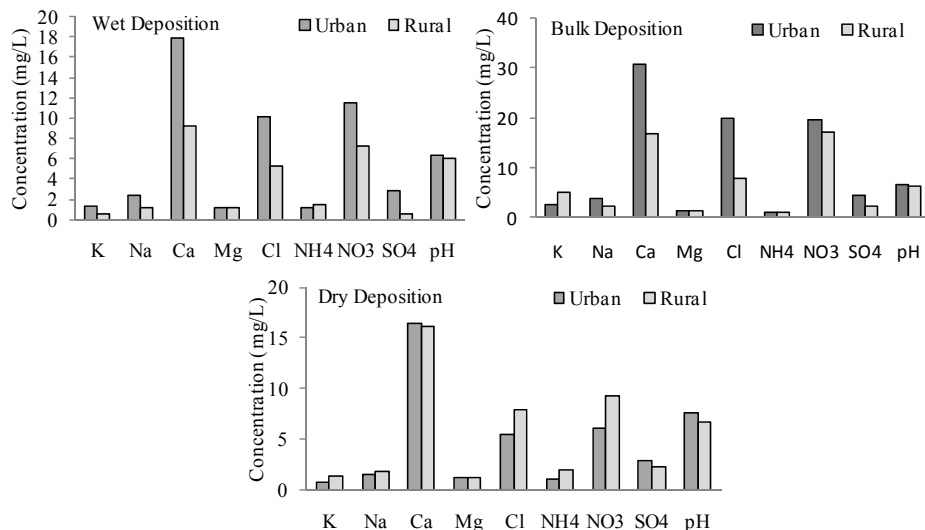 Wet Deposition
Urban Rural
Concentration (mg/L)
20
18
16
14
12
10
8
6
4
2
0
K Na Ca Mg Cl NH4 NO3 SO4 pH
Bulk Deposition
Urban Rural
Concentration (mg/L)
40
30
20
10
0
K Na Ca Mg Cl NH4 NO3 SO4 pH
Dry Deposition
Urban Rural
Concentration (mg/L)
20
15
10
5
0
K Na Ca Mg Cl NH4 NO3 SO4 pH